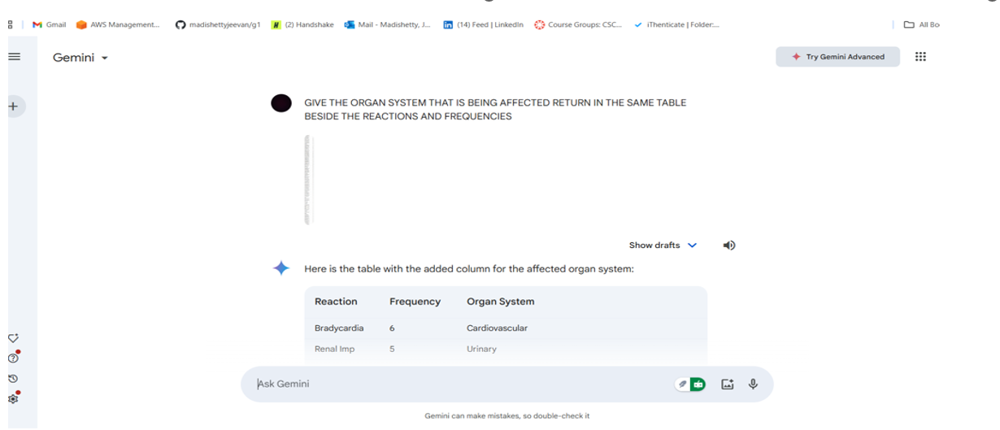 Gmail
AWS Management...
madishettyjeevan/g1
(2) Handshake
Mail - Madishetty, J...
(14) Feed | LinkedIn
Course Groups: CSC...
iThenticate | Folder:...
All Bo
Gemini
Try Gemini Advanced
GIVE THE ORGAN SYSTEM THAT IS BEING AFFECTED RETURN IN THE SAME TABLE
BESIDE THE REACTIONS AND FREQUENCIES
Show drafts
Here is the table with the added column for the affected organ system:
Reaction Frequency Organ System
Bradycardia 6 Cardiovascular
Renal Imp 5 Urinary
Ask Gemini
Gemini can make mistakes, so double-check it